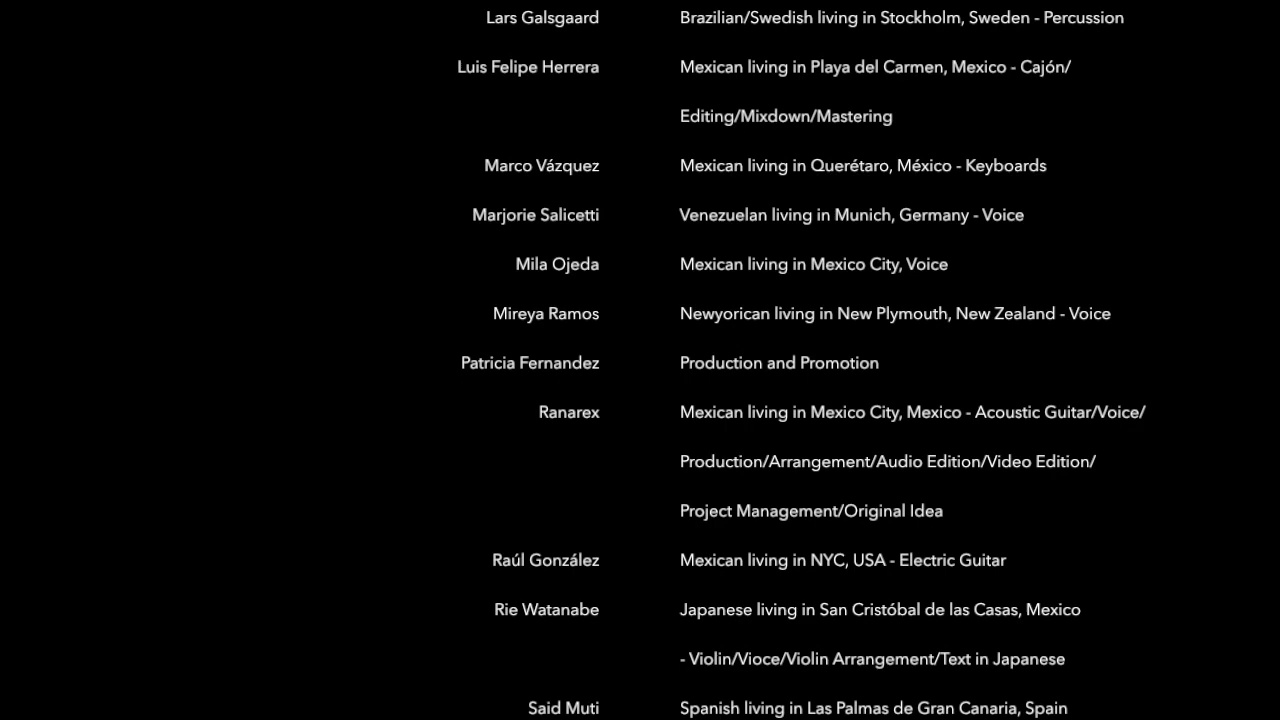 Lars Galsgaard Brazilian/Swedish living in Stockholm, Sweden - Percussion
Luis Felipe Herrera Mexican living in Playa del Carmen, Mexico - Cajón/
Editing/Mixdown/Mastering
Marco Vázquez Mexican living in Querétaro, México - Keyboards
Marjorie Salicetti Venezuelan living in Munich, Germany - Voice
Mila Ojeda Mexican living in Mexico City, Voice
Mireya Ramos Newyorican living in New Plymouth, New Zealand - Voice
Patricia Fernandez Production and Promotion
Ranarex Mexican living in Mexico City, Mexico - Acoustic Guitar/Voice/
Production/Arrangement/Audio Edition/Video Edition/
Project Management/Original Idea
Raúl González Mexican living in NYC, USA - Electric Guitar
Rie Watanabe Japanese living in San Cristóbal de las Casas, Mexico
- Violin/Vioce/Violin Arrangement/Text in Japanese
Said Muti Spanish living in Las Palmas de Gran Canaria, Spain